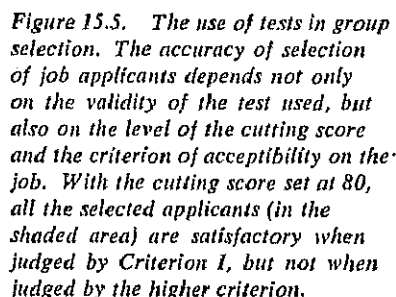 Figure 15.5. The use of tests in group
selection. The accuracy of selection
of job applicants depends not only
on the validity of the test used, but
also on the level of the cutting score
and the criterion of acceptibility on the
job. With the cutting score set at 80,
all the selected applicants (in the
shaded area) are satisfactory when
judged by Criterion I, but not when
judged by the higher criterion.